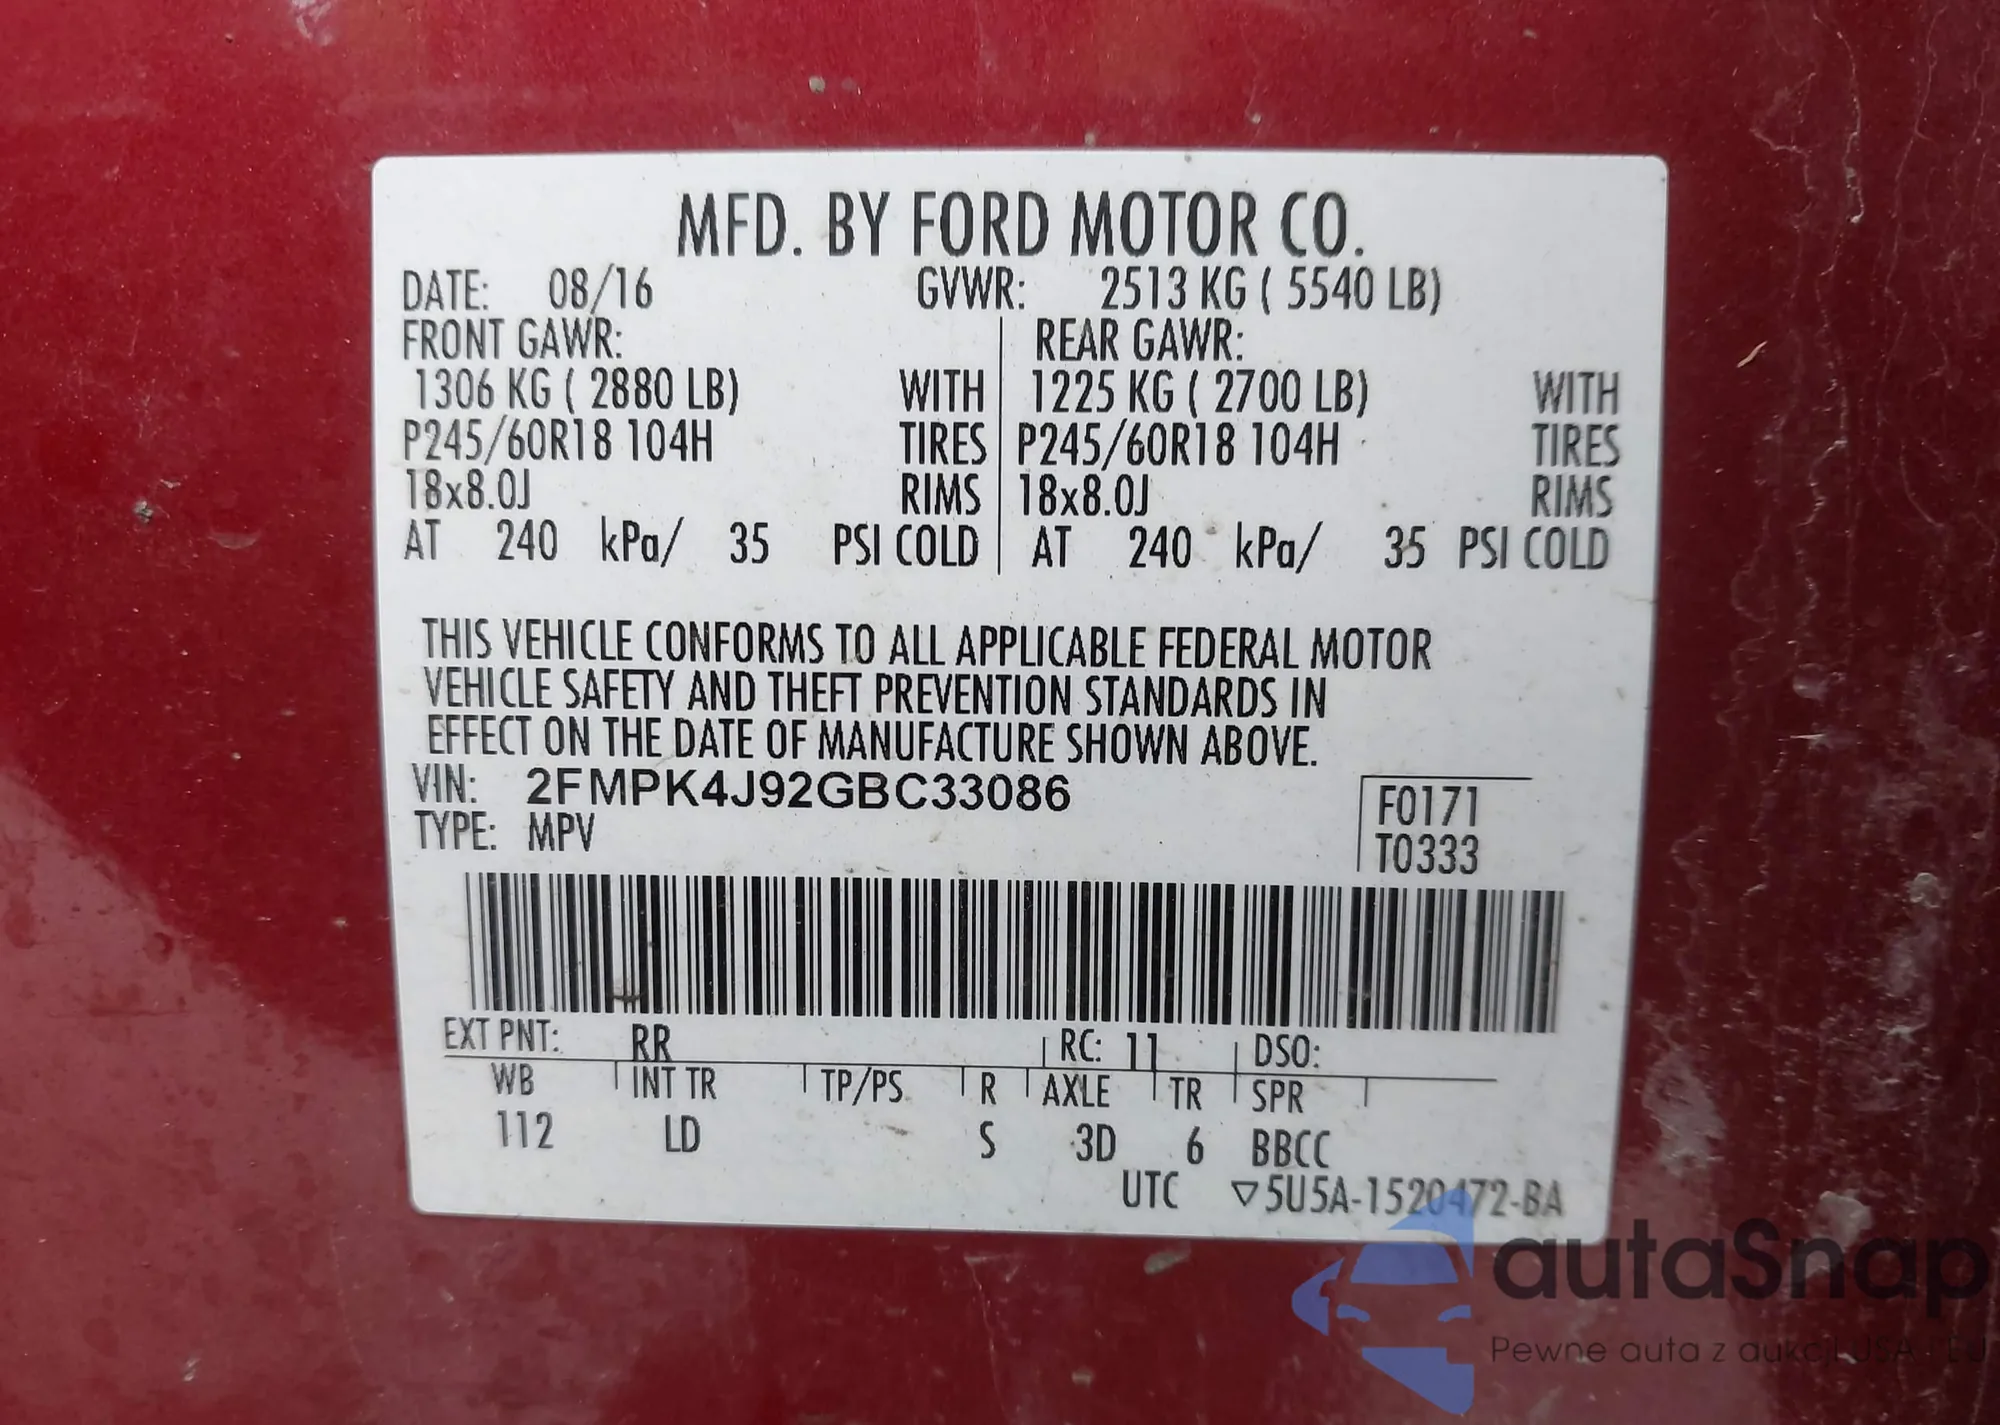 MFD. BY FORD MOTOR CO.
DATE: 08/16 GVWR: 2513 KG ( 5540 LB)
FRONT GAWR: REAR GAWR:
1306 KG ( 2880 LB) WITH 1225 KG ( 2700 LB) WITH
P245/60R18 104H TIRES P245/60R18 104H TIRES
18x8.0J RIMS 18x8.0J RIMS
AT 240 kPa/ 35 PSI COLD AT 240 kPa/ 35 PSI COLD
THIS VEHICLE CONFORMS TO ALL APPLICABLE FEDERAL MOTOR
VEHICLE SAFETY AND THEFT PREVENTION STANDARDS IN
EFFECT ON THE DATE OF MANUFACTURE SHOWN ABOVE.
VIN: 2FMPK4J92GBC33086
TYPE: MPV
F0171
T0333
EXT PNT: RR RC: 11 DSO:
WB INT TR TP/PS R AXLE TR SPR
112 LD S 3D 6 BBCC
UTC ▽5U5A-1520472-BA
autaSnap
Pewne auta z aukcji USA i EU